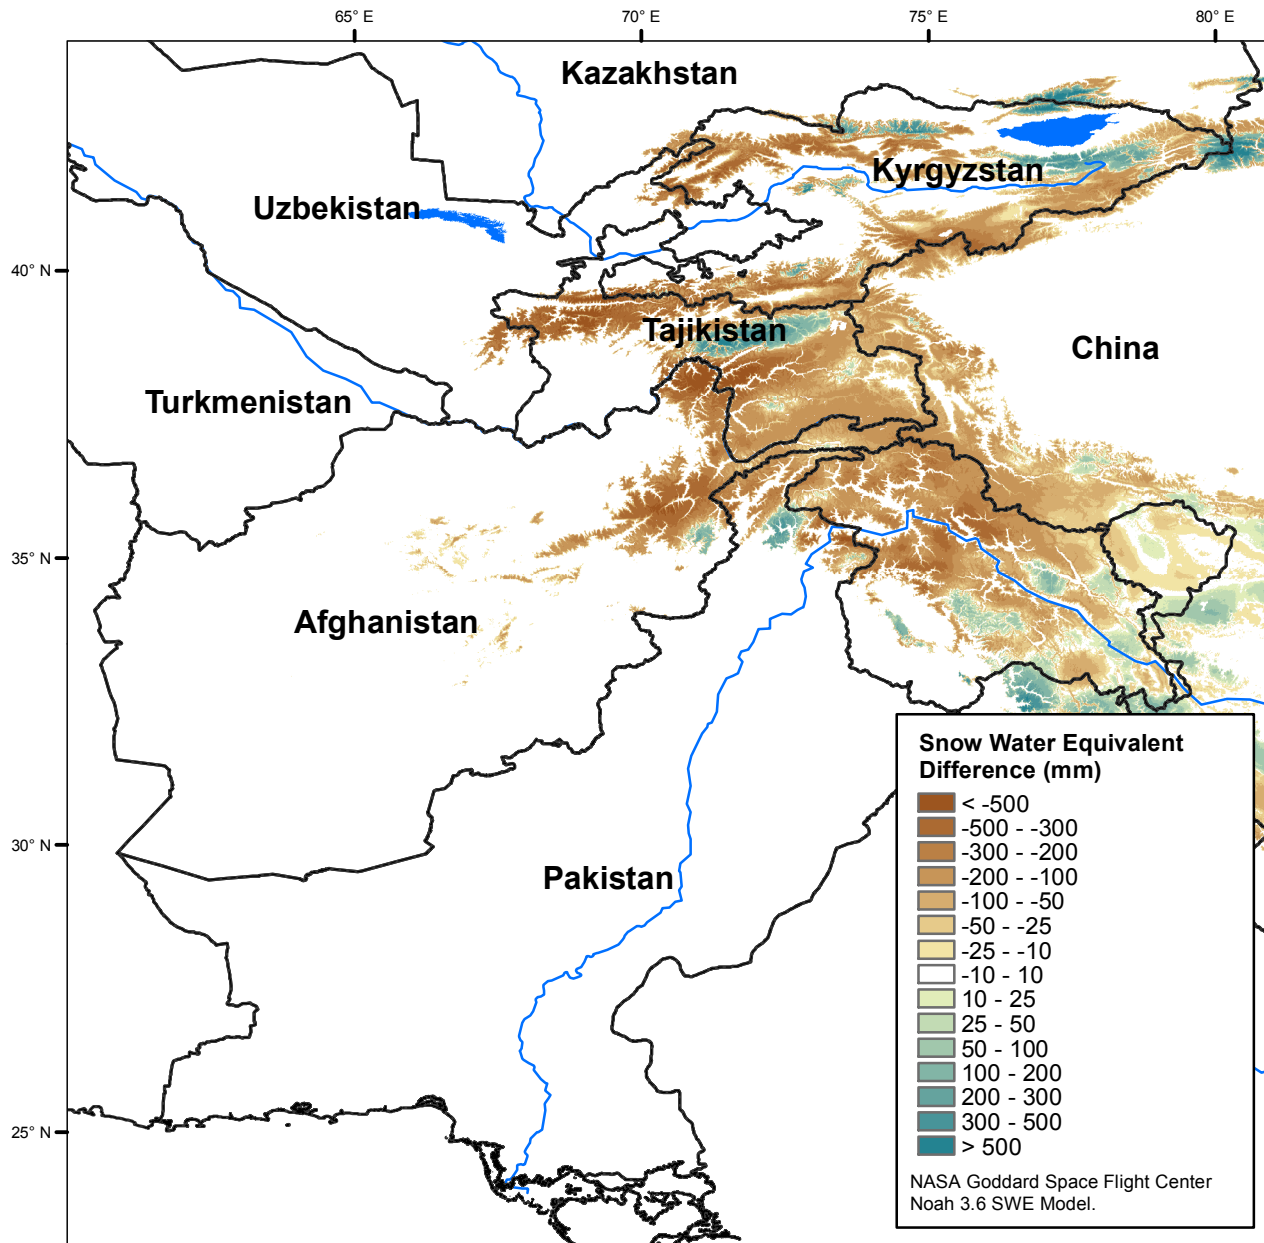 65° E
70° E
75° E
80° E
Kazakhstan
Kyrgyzstan
Uzbekistan
40° N
Tajikistan
China
Turkmenistan
35° N
Afghanistan
30° N
Pakistan
25° N
Snow Water Equivalent
Difference (mm)
< -500
-500 - -300
-300 - -200
-200 - -100
-100 - -50
-50 - -25
-25 - -10
-10 - 10
10 - 25
25 - 50
50 - 100
100 - 200
200 - 300
300 - 500
> 500
NASA Goddard Space Flight Center
Noah 3.6 SWE Model.